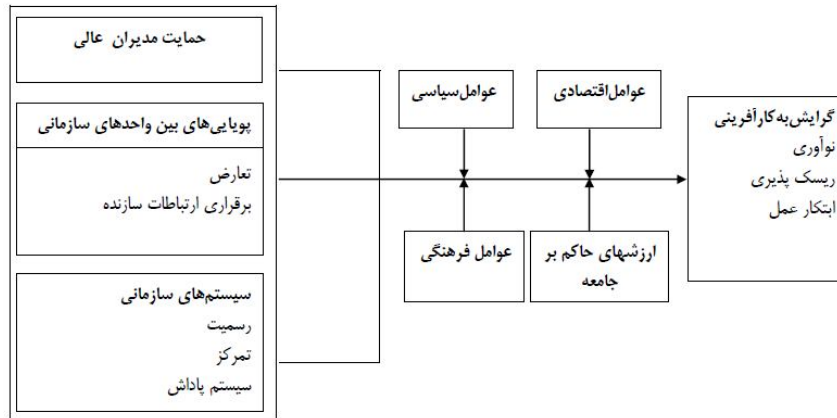 حمایت مدیران عالی
پویایی‌های بین واحدهای سازمانی
تعارض
برقراری ارتباطات سازنده
سیستم‌های سازمانی
رسمیت
تمرکز
سیستم پاداش
عوامل‌اقتصادی
عوامل‌سیاسی
ارزشهای حاکم بر
جامعه
عوامل فرهنگی
گرایش‌به‌کارآفرینی
نوآوری
ریسک پذیری
ابتکار عمل